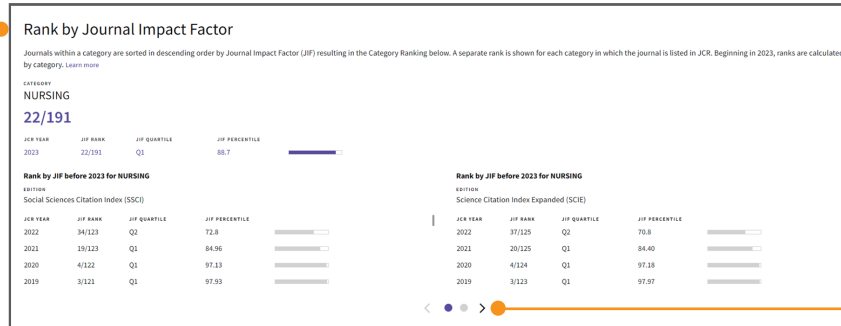 Rank by Journal Impact Factor
Journals within a category are sorted in descending order by Journal Impact Factor (JIF) resulting in the Category Ranking below. A separate rank is shown for each category in which the journal is listed in JCR. Beginning in 2023, ranks are calculated
by category. Learn more
CATEGORY
NURSING
22/191
JCR YEAR JIF RANK JIF QUARTILE JIF PERCENTILE
2023 22/191 Q1 88.7
Rank by JIF before 2023 for NURSING
EDITION
Social Sciences Citation Index (SSCI)
JCR YEAR JIF RANK JIF QUARTILE JIF PERCENTILE
2022 34/123 Q2 72.8
2021 19/123 Q1 84.96
2020 4/122 Q1 97.13
2019 3/121 Q1 97.93
Rank by JIF before 2023 for NURSING
EDITION
Science Citation Index Expanded (SCIE)
JCR YEAR JIF RANK JIF QUARTILE JIF PERCENTILE
2022 37/125 Q2 70.8
2021 20/125 Q1 84.40
2020 4/124 Q1 97.18
2019 3/123 Q1 97.97